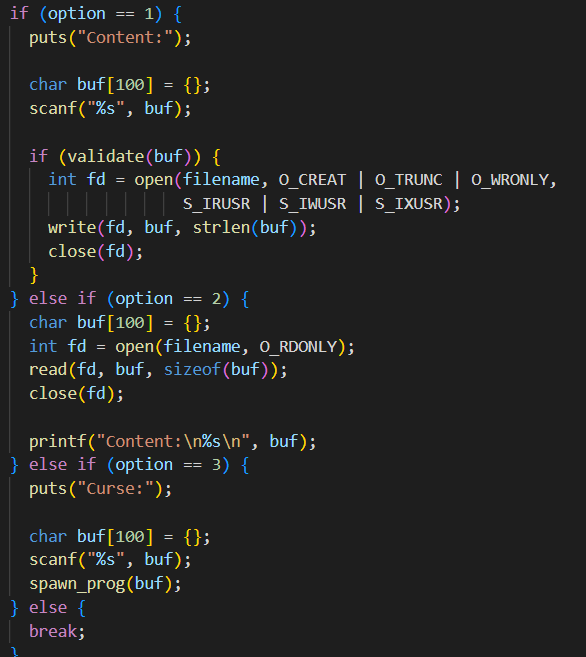 if (option == 1) {
  puts("Content:");

  char buf[100] = {};
  scanf("%s", buf);

  if (validate(buf)) {
    int fd = open(filename, O_CREAT | O_TRUNC | O_WRONLY,
                  S_IRUSR | S_IWUSR | S_IXUSR);
    write(fd, buf, strlen(buf));
    close(fd);
  }
} else if (option == 2) {
  char buf[100] = {};
  int fd = open(filename, O_RDONLY);
  read(fd, buf, sizeof(buf));
  close(fd);

  printf("Content:\n%s\n", buf);
} else if (option == 3) {
  puts("Curse:");

  char buf[100] = {};
  scanf("%s", buf);
  spawn_prog(buf);
} else {
  break;
}